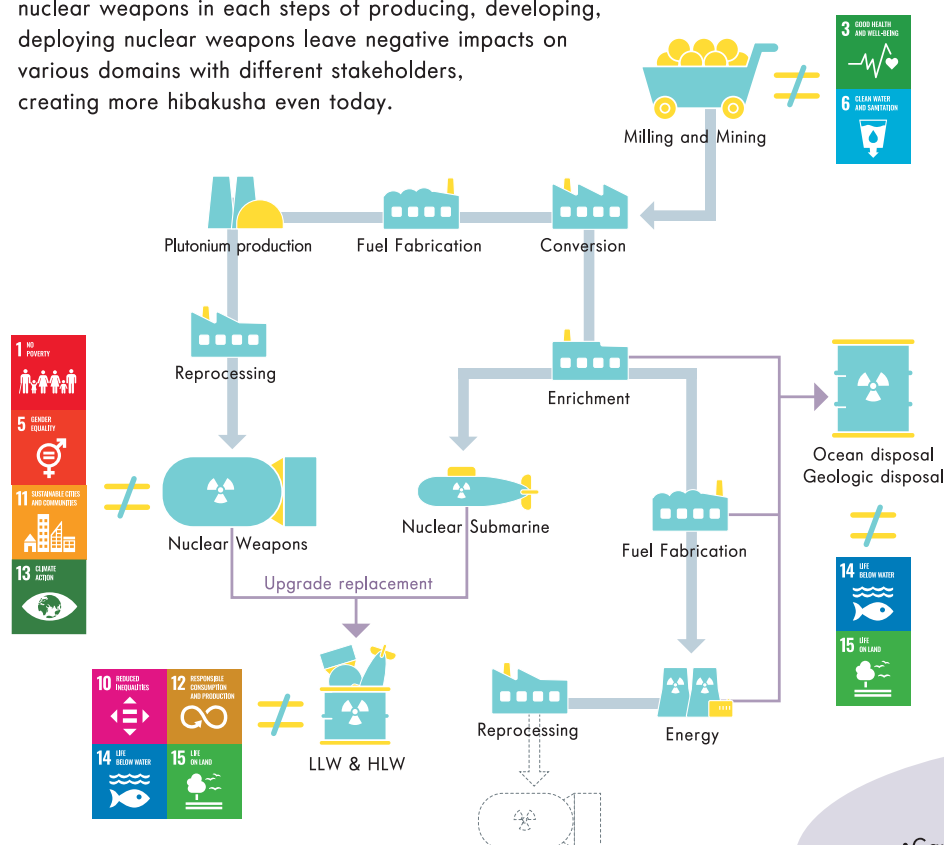 nuclear weapons in each steps of producing, developing,
deploying nuclear weapons leave negative impacts on
various domains with different stakeholders,
creating more hibakusha even today.
3 GOOD HEALTH
AND WELL-BEING
6 CLEAN WATER
AND SANITATION
Milling and Mining
Plutonium production
Fuel Fabrication
Conversion
Reprocessing
Enrichment
1 NO
POVERTY
5 GENDER
EQUALITY
11 SUSTAINABLE CITIES
AND COMMUNITIES
13 CLIMATE
ACTION
Nuclear Weapons
Nuclear Submarine
Fuel Fabrication
Ocean disposal
Geologic disposal
14 LIFE
BELOW WATER
15 LIFE
ON LAND
Upgrade replacement
10 REDUCED
INEQUALITIES
12 RESPONSIBLE
CONSUMPTION
AND PRODUCTION
14 LIFE
BELOW WATER
15 LIFE
ON LAND
LLW & HLW
Reprocessing
Energy